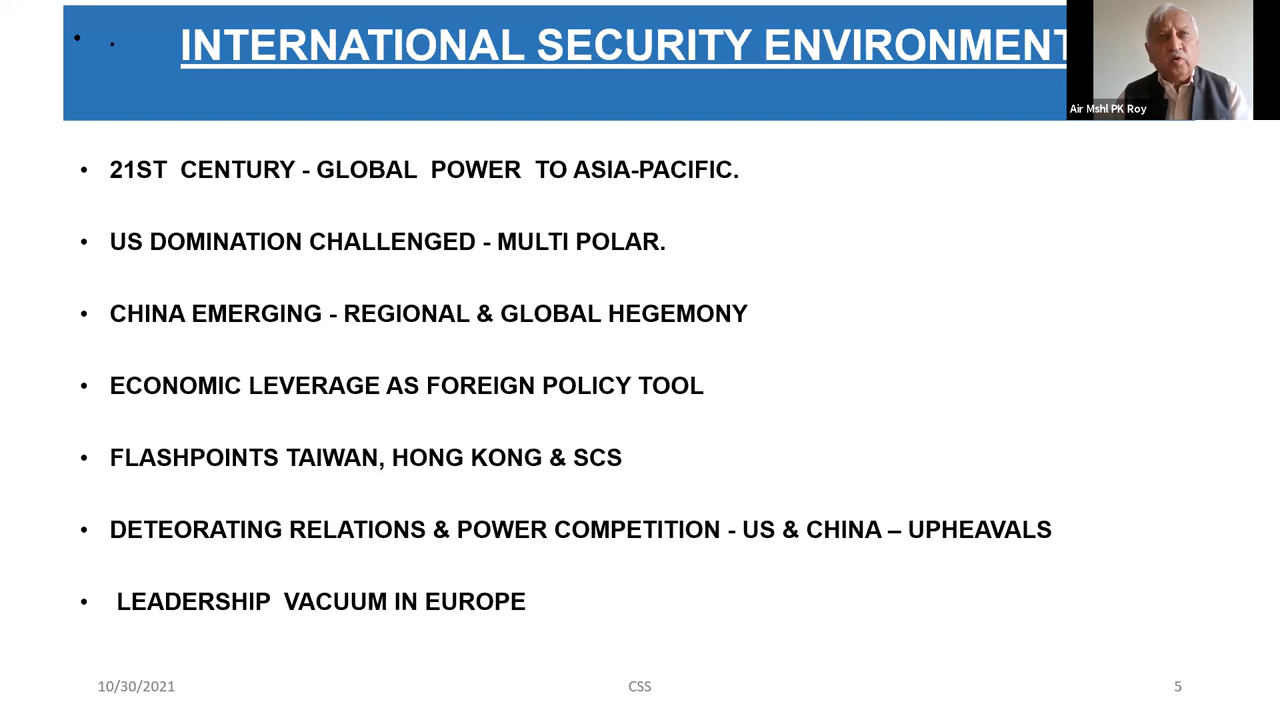 INTERNATIONAL SECURITY ENVIRONMENT
Air Mshl PK Roy
• 21ST CENTURY - GLOBAL POWER TO ASIA-PACIFIC.
• US DOMINATION CHALLENGED - MULTI POLAR.
• CHINA EMERGING - REGIONAL & GLOBAL HEGEMONY
• ECONOMIC LEVERAGE AS FOREIGN POLICY TOOL
• FLASHPOINTS TAIWAN, HONG KONG & SCS
• DETEORATING RELATIONS & POWER COMPETITION - US & CHINA – UPHEAVALS
• LEADERSHIP VACUUM IN EUROPE
10/30/2021
CSS
5